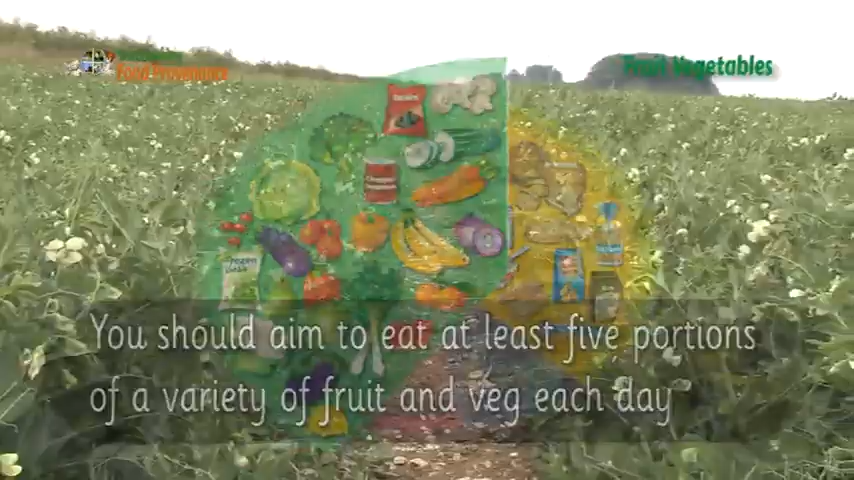 Food Provenance
Fruit Vegetables
You should aim to eat at least five portions
of a variety of fruit and veg each day